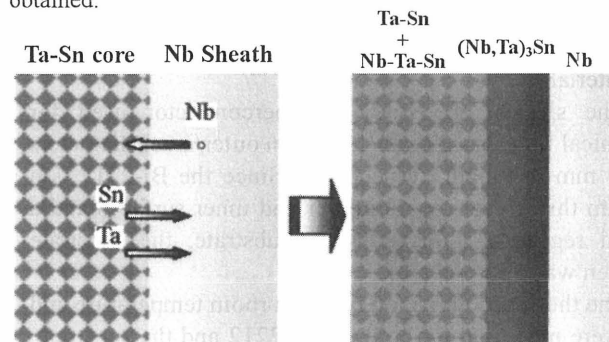 obtained.
Ta-Sn
+
Ta-Sn core Nb Sheath Nb-Ta-Sn (Nb,Ta)₃Sn Nb
Nb
Sn
Ta